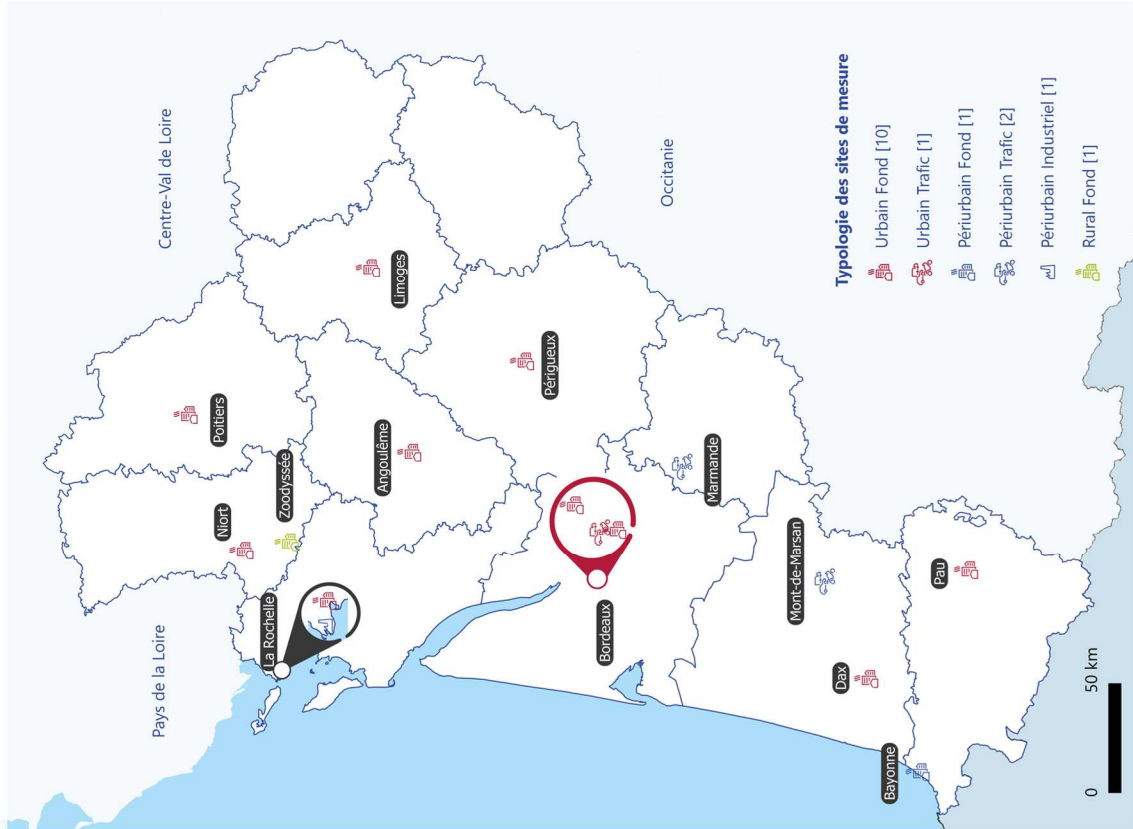 Pays de la Loire
Centre-Val de Loire
Occitanie
Niort
Poitiers
Zoodyssée
La Rochelle
Angoulême
Limoges
Périgueux
Bordeaux
Marmande
Mont-de-Marsan
Dax
Bayonne
Pau
Typologie des sites de mesure
Urbain Fond [10]
Urbain Trafic [1]
Périurbain Fond [1]
Périurbain Trafic [2]
Périurbain Industriel [1]
Rural Fond [1]
0 50 km